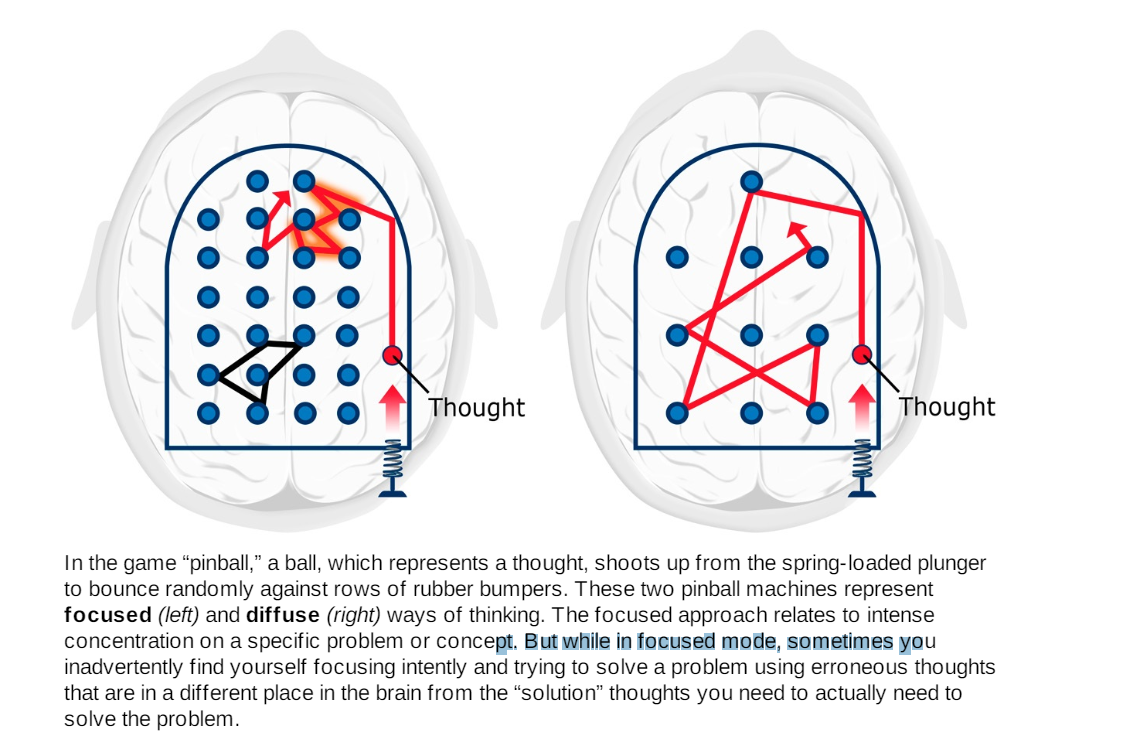 Thought
Thought
In the game “pinball,” a ball, which represents a thought, shoots up from the spring-loaded plunger
to bounce randomly against rows of rubber bumpers. These two pinball machines represent
focused (left) and diffuse (right) ways of thinking. The focused approach relates to intense
concentration on a specific problem or concept. But while in focused mode, sometimes you
inadvertently find yourself focusing intently and trying to solve a problem using erroneous thoughts
that are in a different place in the brain from the “solution” thoughts you need to actually need to
solve the problem.